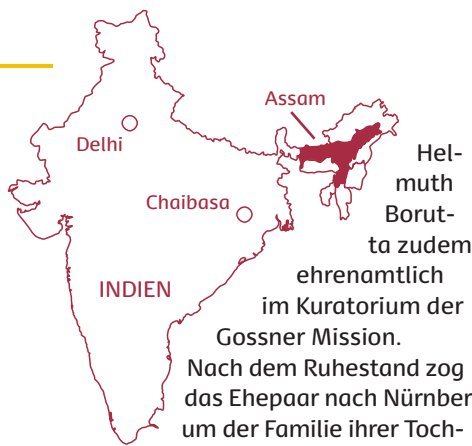 Assam
Delhi
Chaibasa
INDIEN
Hel-
muth
Borut-
ta zudem
ehrenamtlich
im Kuratorium der
Gossner Mission.
Nach dem Ruhestand zog
das Ehepaar nach Nürnber
um der Familie ihrer Toch-